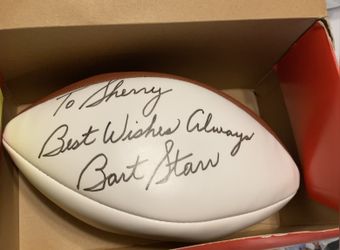 To Sherry
Best Wishes Always
Bart Starr